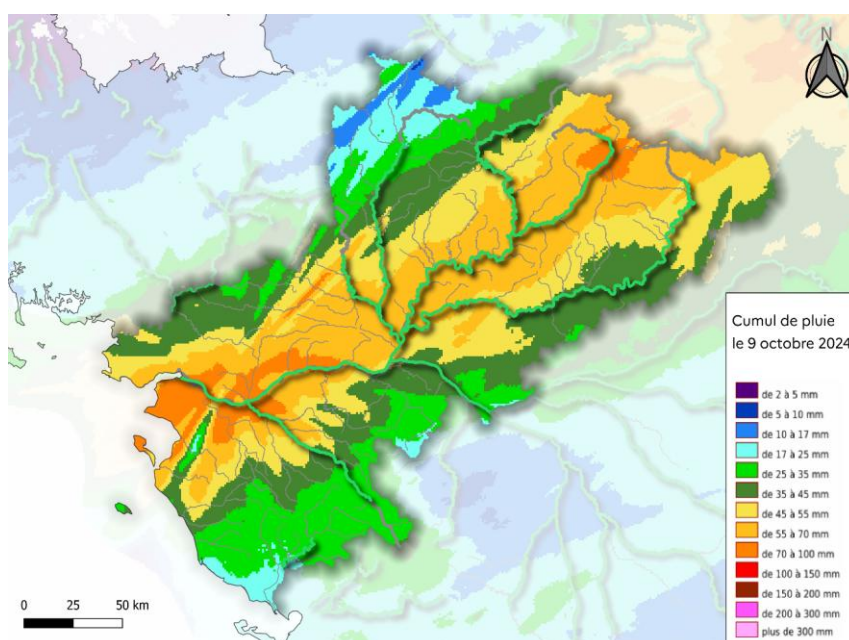 N
Cumul de pluie
le 9 octobre 2024
de 2 à 5 mm
de 5 à 10 mm
de 10 à 17 mm
de 17 à 25 mm
de 25 à 35 mm
de 35 à 45 mm
de 45 à 55 mm
de 55 à 70 mm
de 70 à 100 mm
de 100 à 150 mm
de 150 à 200 mm
de 200 à 300 mm
plus de 300 mm
0 25 50 km